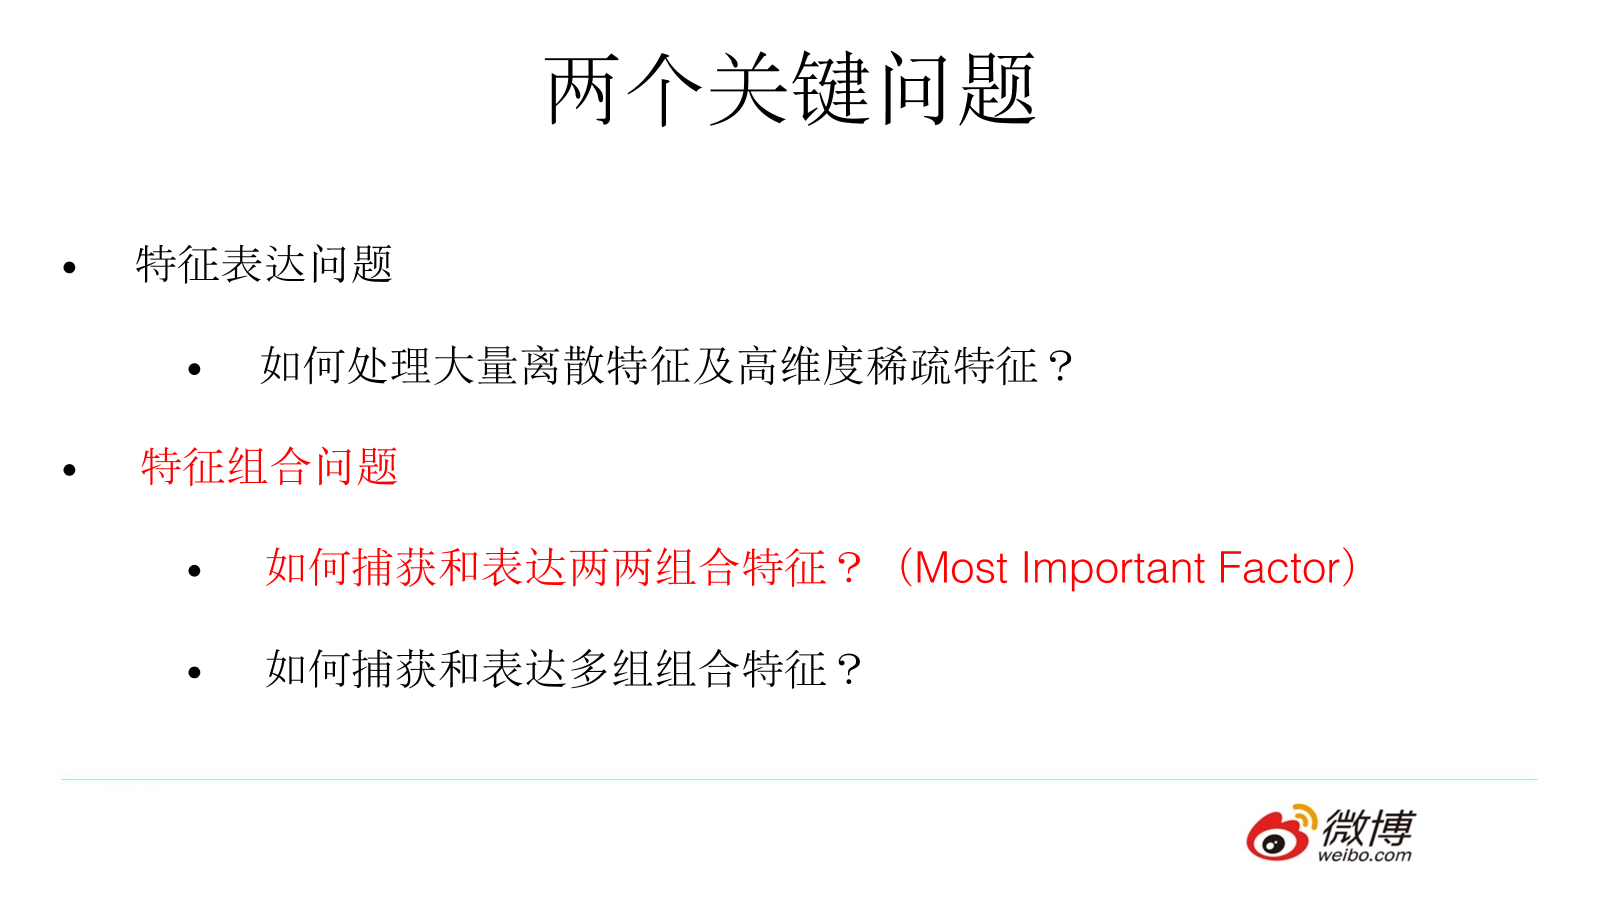 两个关键问题
• 特征表达问题
• 如何处理大量离散特征及高维度稀疏特征？
• 特征组合问题
• 如何捕获和表达两两组合特征？（Most Important Factor）
• 如何捕获和表达多组组合特征？
微博
weibo.com